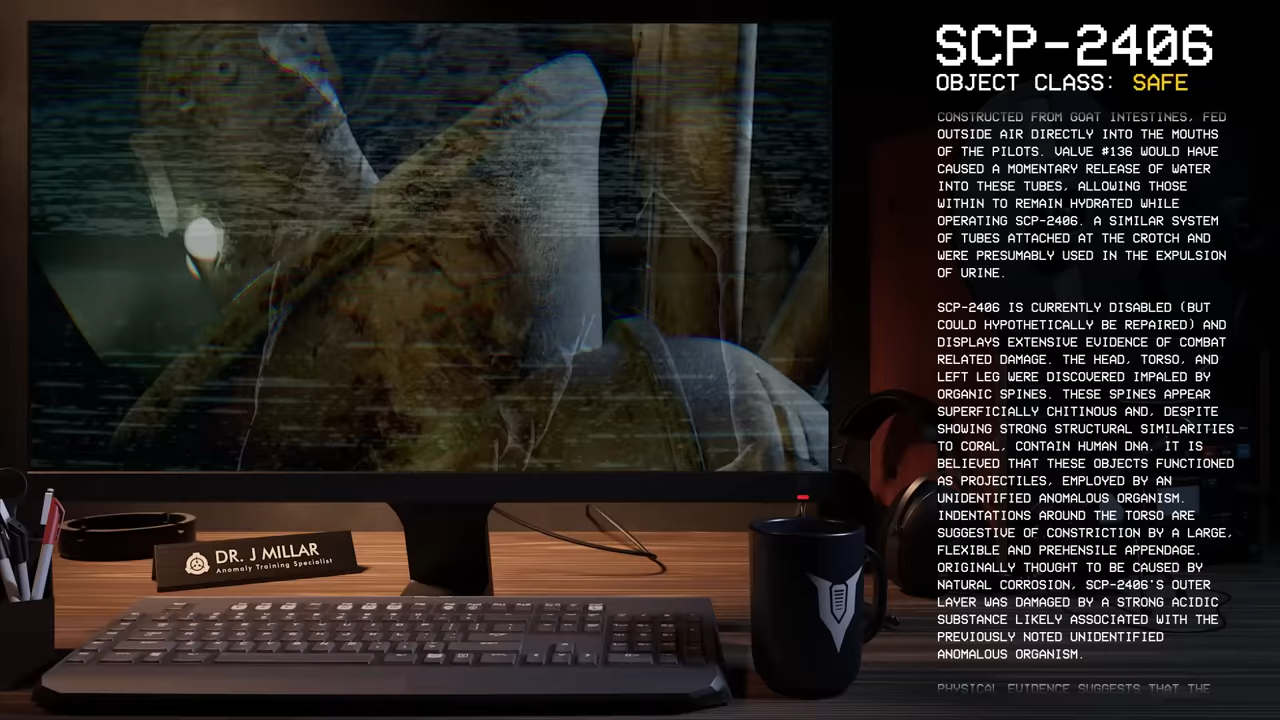 SCP-2406
OBJECT CLASS: SAFE
CONSTRUCTED FROM GOAT INTESTINES, FED
OUTSIDE AIR DIRECTLY INTO THE MOUTHS
OF THE PILOTS. VALVE #136 WOULD HAVE
CAUSED A MOMENTARY RELEASE OF WATER
INTO THESE TUBES, ALLOWING THOSE
WITHIN TO REMAIN HYDRATED WHILE
OPERATING SCP-2406. A SIMILAR SYSTEM
OF TUBES ATTACHED AT THE CROTCH AND
WERE PRESUMABLY USED IN THE EXPULSION
OF URINE.
SCP-2406 IS CURRENTLY DISABLED (BUT
COULD HYPOTHETICALLY BE REPAIRED) AND
DISPLAYS EXTENSIVE EVIDENCE OF COMBAT
RELATED DAMAGE. THE HEAD, TORSO, AND
LEFT LEG WERE DISCOVERED IMPALED BY
ORGANIC SPINES. THESE SPINES APPEAR
SUPERFICIALLY CHITINOUS AND, DESPITE
SHOWING STRONG STRUCTURAL SIMILARITIES
TO CORAL, CONTAIN HUMAN DNA. IT IS
BELIEVED THAT THESE OBJECTS FUNCTIONED
AS PROJECTILES, EMPLOYED BY AN
UNIDENTIFIED ANOMALOUS ORGANISM.
INDENTATIONS AROUND THE TORSO ARE
SUGGESTIVE OF CONSTRICTION BY A LARGE,
FLEXIBLE AND PREHENSILE APPENDAGE.
ORIGINALLY THOUGHT TO BE CAUSED BY
NATURAL CORROSION, SCP-2406'S OUTER
LAYER WAS DAMAGED BY A STRONG ACIDIC
SUBSTANCE LIKELY ASSOCIATED WITH THE
PREVIOUSLY NOTED UNIDENTIFIED
ANOMALOUS ORGANISM.
PHYSICAL EVIDENCE SUGGESTS THAT THE
DR. J MILLAR
Anomaly Training Specialist